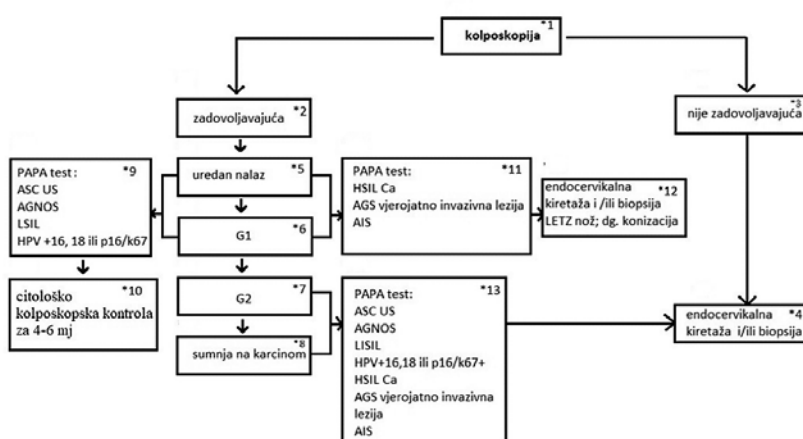 kolposkopija *1
zadovoljavajuća *2
nije zadovoljavajuća *3
PAPA test: *9
ASC US
AGNOS
LSIL
HPV +16, 18 ili p16/k67
uredan nalaz *5
G1 *6
PAPA test: *11
HSIL Ca
AGS vjerojatno invazivna lezija
AIS
endocervikalna *12
kiretaža i /ili biopsija
LETZ nož; dg. konizacija
citološko *10
kolposkopska kontrola
za 4-6 mj
G2 *7
sumnja na karcinom *8
PAPA test: *13
ASC US
AGNOS
LISIL
HPV+16,18 ili p16/k67+
HSIL Ca
AGS vjerojatno invazivna
lezija
AIS
endocervikalna *4
kiretaža i/ili biopsija